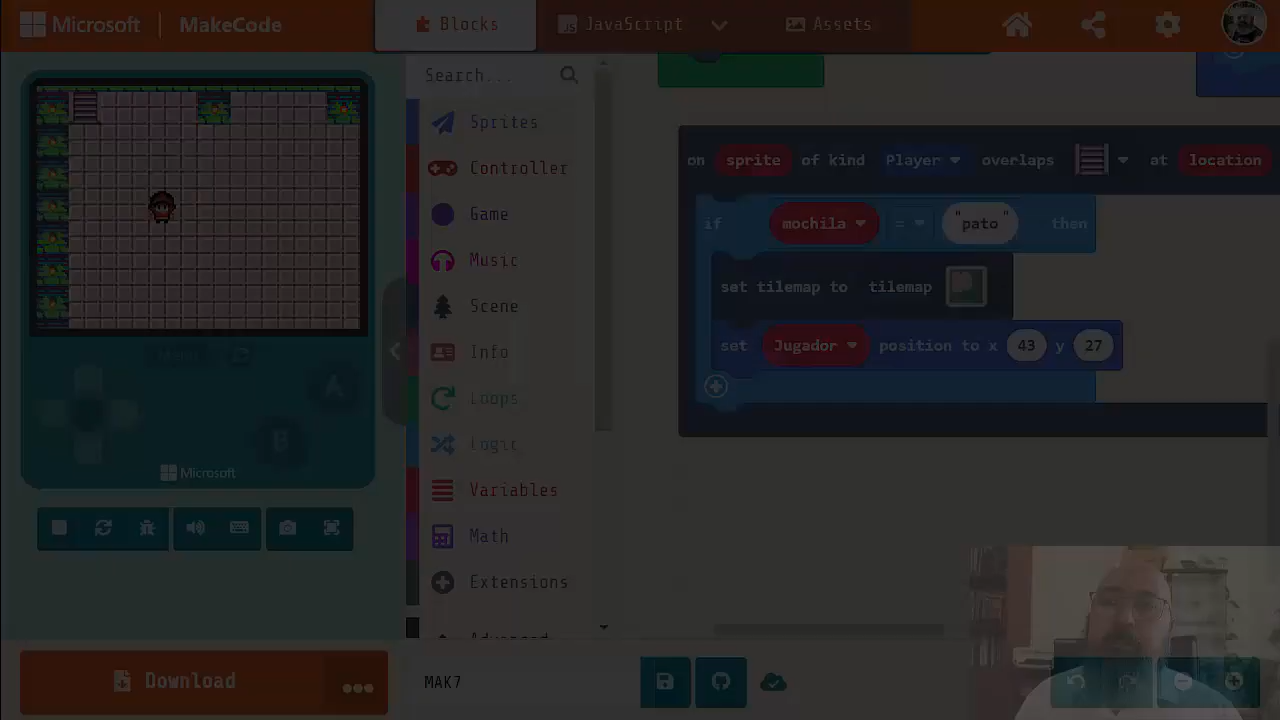 Microsoft | MakeCode
Blocks
JavaScript
Assets
Search...
Sprites
Controller
Game
Music
Scene
Info
Loops
Logic
Variables
Math
Extensions
Advanced
on sprite of kind Player overlaps at location
if mochila = "pato" then
set tilemap to tilemap
set Jugador position to x 43 y 27
A
B
Microsoft
Download
MAK7